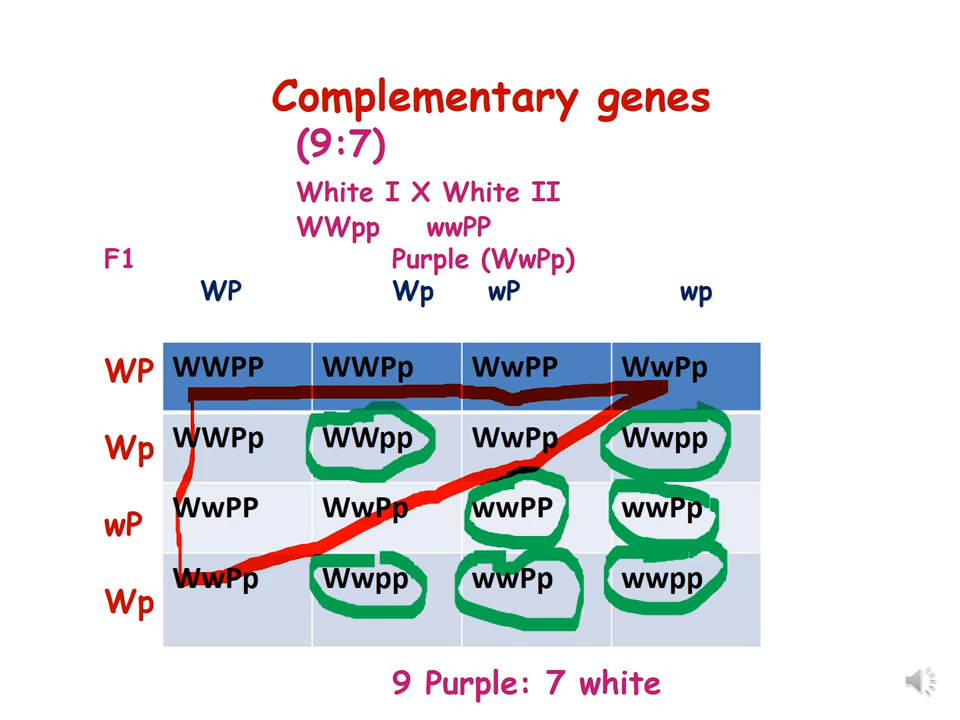 Complementary genes
(9:7)
White I X White II
WWpp wwPP
F1 Purple (WwPp)
WP Wp wP wp
WP WWPP WWPp WwPP WwPp
Wp WWPp WWpp WwPp Wwpp
wP WwPP WwPp wwPP wwPp
Wp WwPp Wwpp wwPp wwpp
9 Purple: 7 white